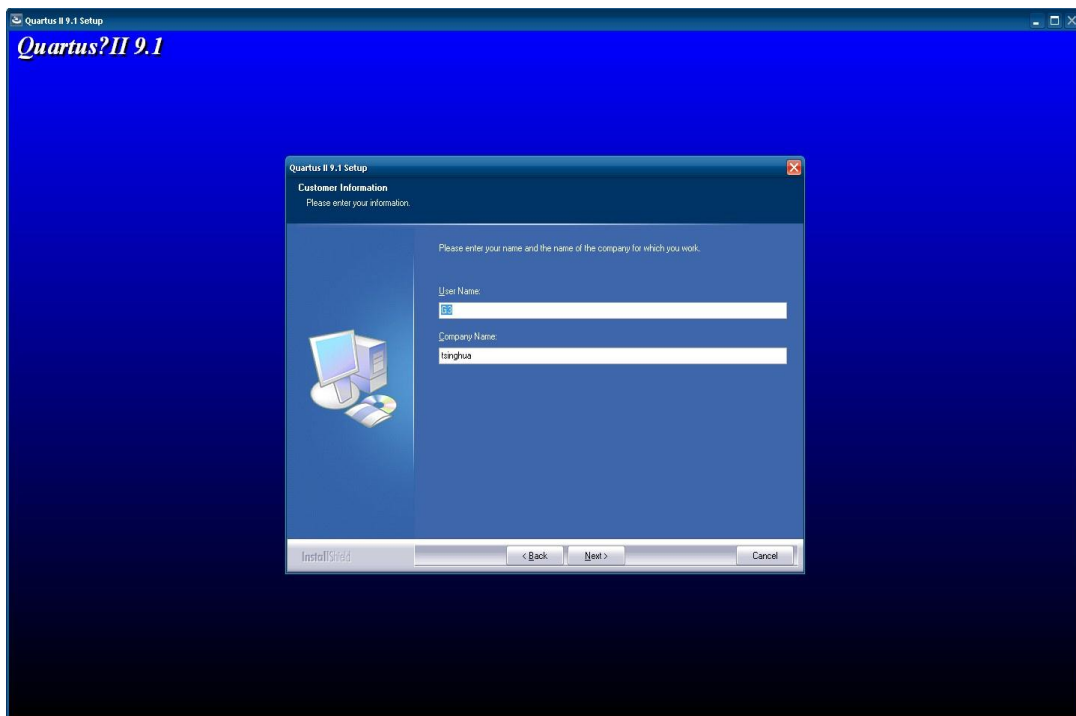 Quartus II 9.1 Setup
Quartus?II 9.1
Quartus II 9.1 Setup
Customer Information
Please enter your information.
Please enter your name and the name of the company for which you work.
User Name:
G3
Company Name:
tsinghua
InstallShield
< Back
Next >
Cancel